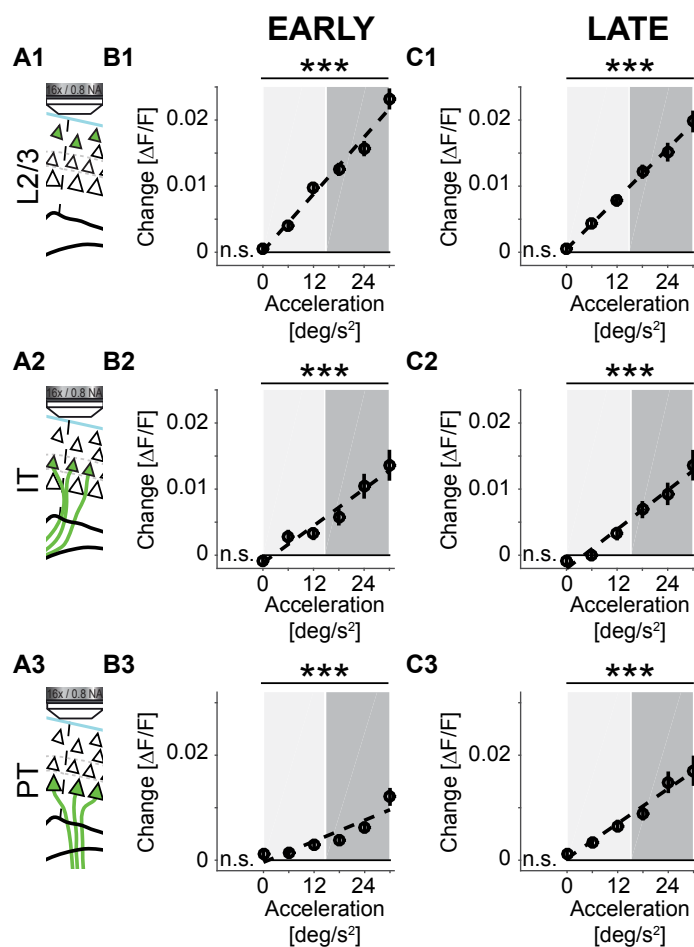 EARLY LATE
A1 B1 C1
16x / 0.8 NA
L2/3
*** ***
Change [ΔF/F] Change [ΔF/F]
0.02 0.02
0.01 0.01
0 n.s. 0 n.s.
0 12 24 0 12 24
Acceleration Acceleration
[deg/s²] [deg/s²]
A2 B2 C2
16x / 0.8 NA
IT
*** ***
Change [ΔF/F] Change [ΔF/F]
0.02 0.02
0.01 0.01
0 n.s. 0 n.s.
0 12 24 0 12 24
Acceleration Acceleration
[deg/s²] [deg/s²]
A3 B3 C3
16x / 0.8 NA
PT
*** ***
Change [ΔF/F] Change [ΔF/F]
0.02 0.02
0 n.s. 0 n.s.
0 12 24 0 12 24
Acceleration Acceleration
[deg/s²] [deg/s²]